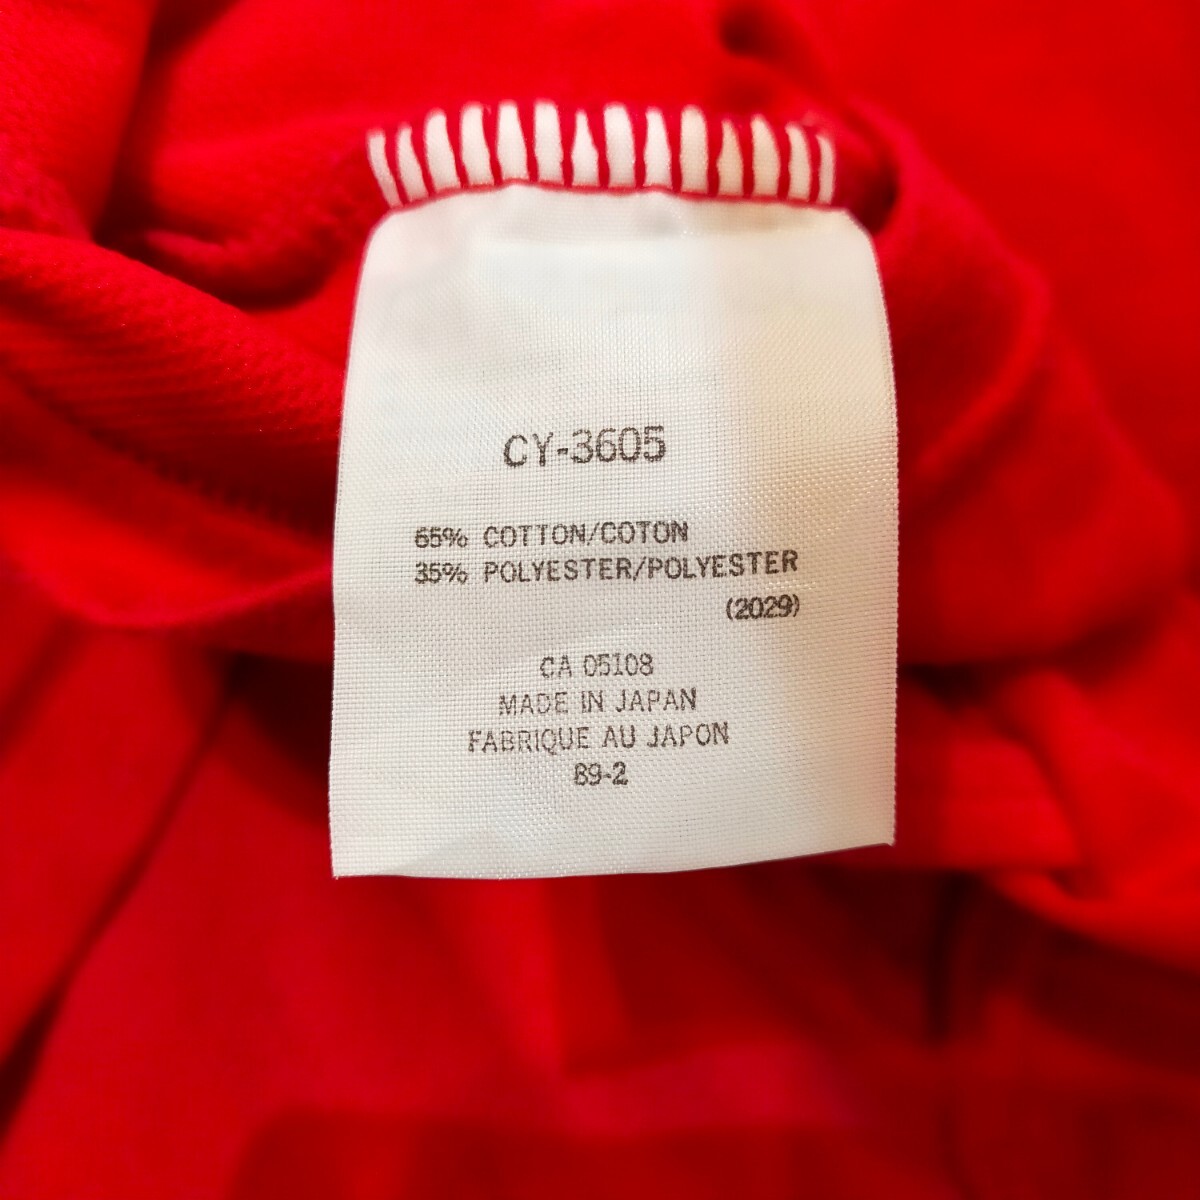 CY-3605
65% COTTON/COTON
35% POLYESTER/POLYESTER
(2029)
CA 05108
MADE IN JAPAN
FABRIQUE AU JAPON
89-2